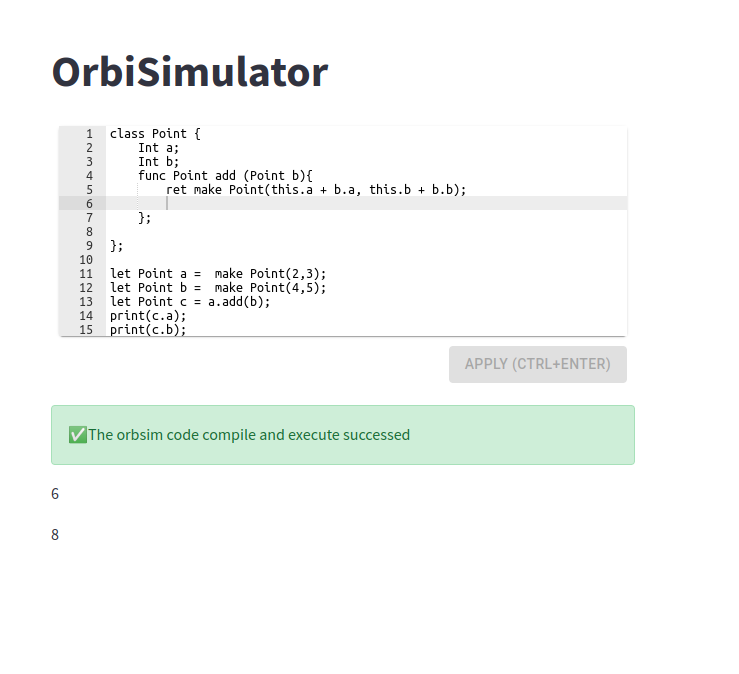 OrbiSimulator
1 class Point {
2     Int a;
3     Int b;
4     func Point add (Point b){
5         ret make Point(this.a + b.a, this.b + b.b);
6
7     };
8
9 };
10
11 let Point a =  make Point(2,3);
12 let Point b =  make Point(4,5);
13 let Point c = a.add(b);
14 print(c.a);
15 print(c.b);
APPLY (CTRL+ENTER)
✅The orbsim code compile and execute successed
6
8